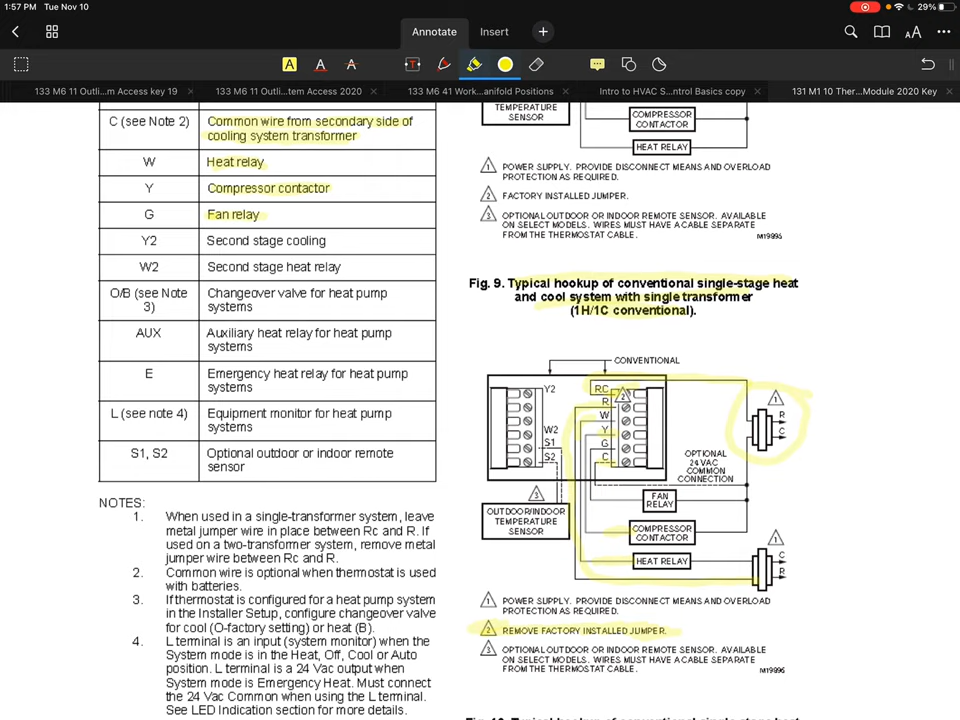 1:57 PM Tue Nov 10
29%
Annotate
Insert
133 M6 11 Outli...m Access key 19
133 M6 11 Outli...tem Access 2020
133 M6 41 Work...anifold Positions
Intro to HVAC S...ntrol Basics copy
131 M1 10 Ther...Module 2020 Key
C (see Note 2)
Common wire from secondary side of
cooling system transformer
W
Heat relay
Y
Compressor contactor
G
Fan relay
Y2
Second stage cooling
W2
Second stage heat relay
O/B (see Note
3)
Changeover valve for heat pump
systems
AUX
Auxiliary heat relay for heat pump
systems
E
Emergency heat relay for heat pump
systems
L (see note 4)
Equipment monitor for heat pump
systems
S1, S2
Optional outdoor or indoor remote
sensor
NOTES:
1. When used in a single-transformer system, leave
metal jumper wire in place between Rc and R. If
used on a two-transformer system, remove metal
jumper wire between Rc and R.
2. Common wire is optional when thermostat is used
with batteries.
3. If thermostat is configured for a heat pump system
in the Installer Setup, configure changeover valve
for cool (O-factory setting) or heat (B).
4. L terminal is an input (system monitor) when the
System mode is in the Heat, Off, Cool or Auto
position. L terminal is a 24 Vac output when
System mode is Emergency Heat. Must connect
the 24 Vac Common when using the L terminal.
See LED Indication section for more details.
TEMPERATURE
SENSOR
COMPRESSOR
CONTACTOR
HEAT RELAY
1 POWER SUPPLY. PROVIDE DISCONNECT MEANS AND OVERLOAD
PROTECTION AS REQUIRED.
2 FACTORY INSTALLED JUMPER.
3 OPTIONAL OUTDOOR OR INDOOR REMOTE SENSOR. AVAILABLE
ON SELECT MODELS. WIRES MUST HAVE A CABLE SEPARATE
FROM THE THERMOSTAT CABLE.
M19895
Fig. 9. Typical hookup of conventional single-stage heat
and cool system with single transformer
(1H/1C conventional).
CONVENTIONAL
Y2
W2
S1
S2
RC
R
W
Y
G
C
2
1
R
C
OPTIONAL
24 VAC
COMMON
CONNECTION
3
OUTDOOR/INDOOR
TEMPERATURE
SENSOR
FAN
RELAY
COMPRESSOR
CONTACTOR
HEAT RELAY
1
C
R
1 POWER SUPPLY. PROVIDE DISCONNECT MEANS AND OVERLOAD
PROTECTION AS REQUIRED.
2 REMOVE FACTORY INSTALLED JUMPER.
3 OPTIONAL OUTDOOR OR INDOOR REMOTE SENSOR. AVAILABLE
ON SELECT MODELS. WIRES MUST HAVE A CABLE SEPARATE
FROM THE THERMOSTAT CABLE.
M19896